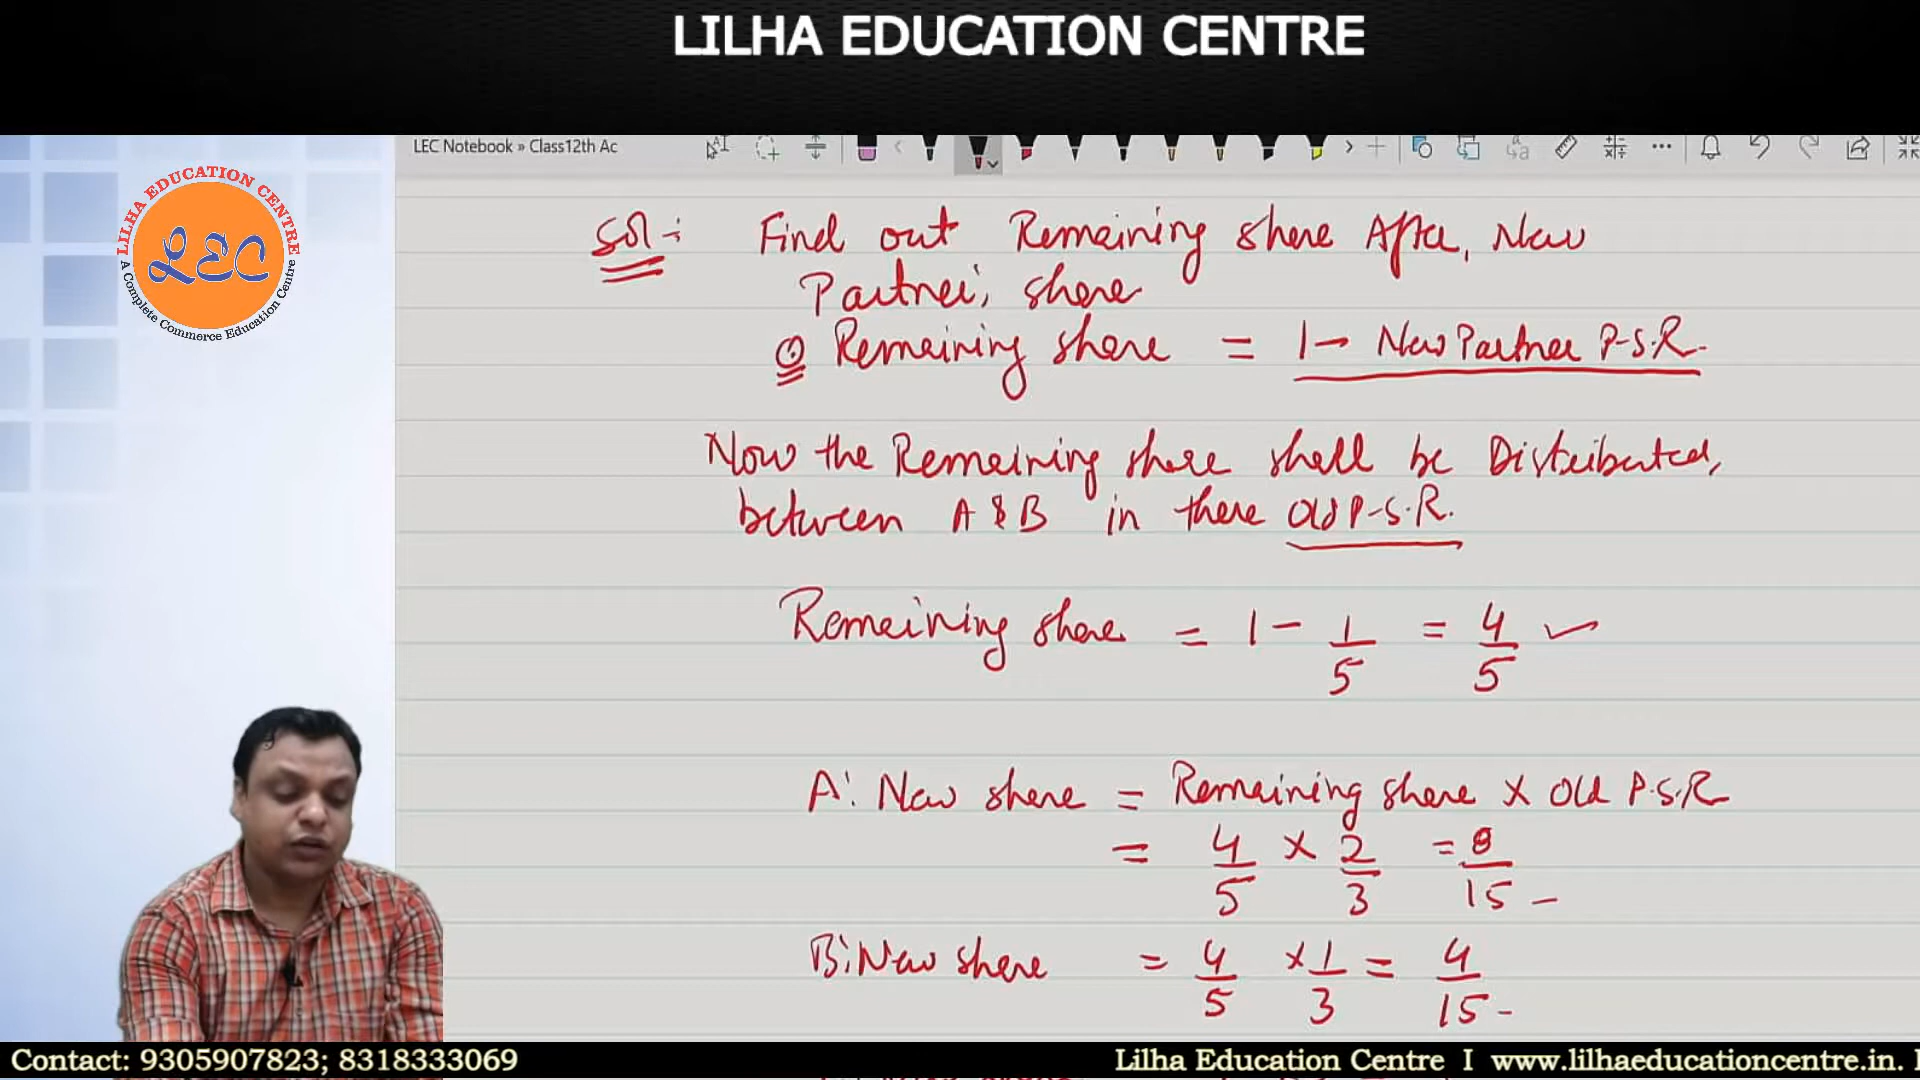 LILHA EDUCATION CENTRE
LEC Notebook » Class12th Ac
LILHA EDUCATION CENTRE
LEC
A Complete Commerce Education Centre
Sol:- Find out Remaining share After, New
Partner's share
Remaining share = 1 - New Partner P.S.R.
Now the Remaining share shall be Distributed,
between A & B in there Old P.S.R.
Remaining share = 1 - 1/5 = 4/5 ✓
A's New share = Remaining share × Old P.S.R
= 4/5 × 2/3 = 8/15 -
B's New share = 4/5 × 1/3 = 4/15 -
Contact: 9305907823; 8318333069
Lilha Education Centre I www.lilhaeducationcentre.in.